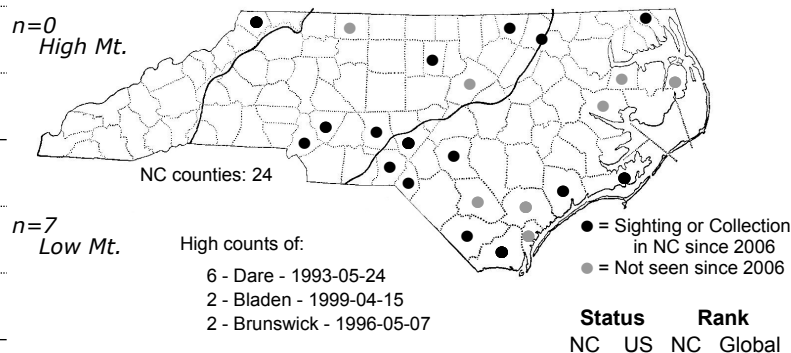 n=0
High Mt.
NC counties: 24
n=7
Low Mt.
High counts of:
6 - Dare - 1993-05-24
2 - Bladen - 1999-04-15
2 - Brunswick - 1996-05-07
= Sighting or Collection
in NC since 2006
= Not seen since 2006
Status Rank
NC US NC Global